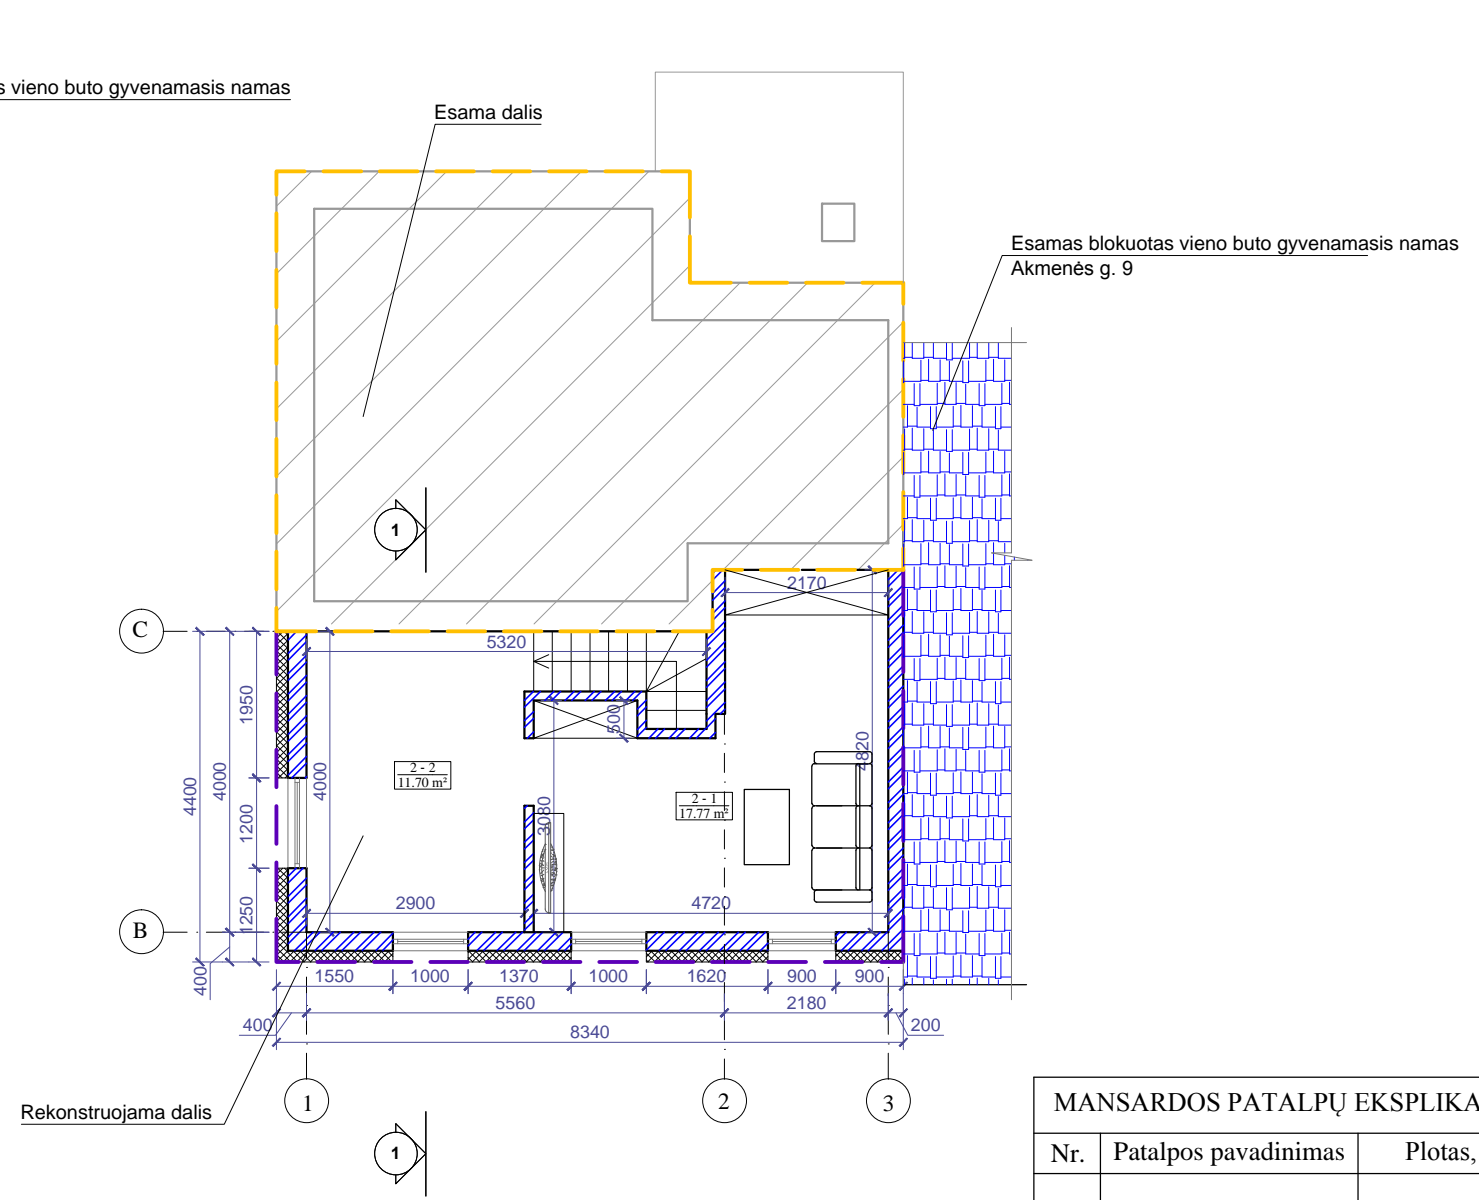 s vieno buto gyvenamasis namas
Esama dalis
Esamas blokuotas vieno buto gyvenamasis namas
Akmenės g. 9
1
2170
C
5320
1950
4000
4400
4000
500
4820
2 - 2
11.70 m²
2 - 1
17.77 m²
1200
3080
1250
2900
4720
B
400
1550
1000
1370
1000
1620
900
900
5560
2180
400
200
8340
1
2
3
Rekonstruojama dalis
1
MANSARDOS PATALPŲ EKSPLIKA
Nr.
Patalpos pavadinimas
Plotas,